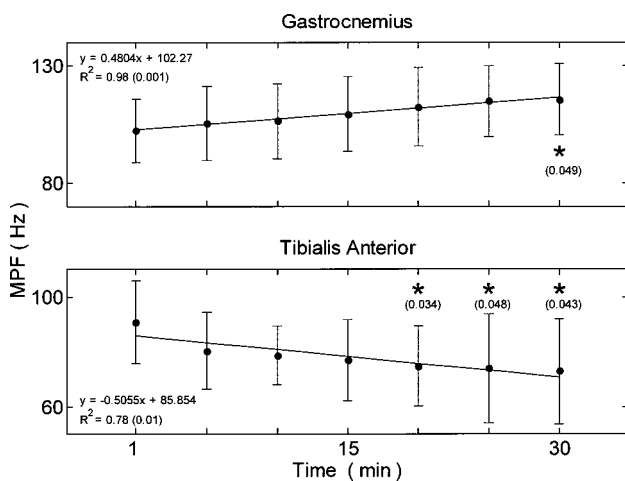 Gastrocnemius
130
y = 0.4804x + 102.27
R² = 0.98 (0.001)
*
(0.049)
80
MPF ( Hz )
Tibialis Anterior
100
* * *
(0.034) (0.048) (0.043)
y = -0.5055x + 85.854
R² = 0.78 (0.01)
60
1 15 30
Time ( min )